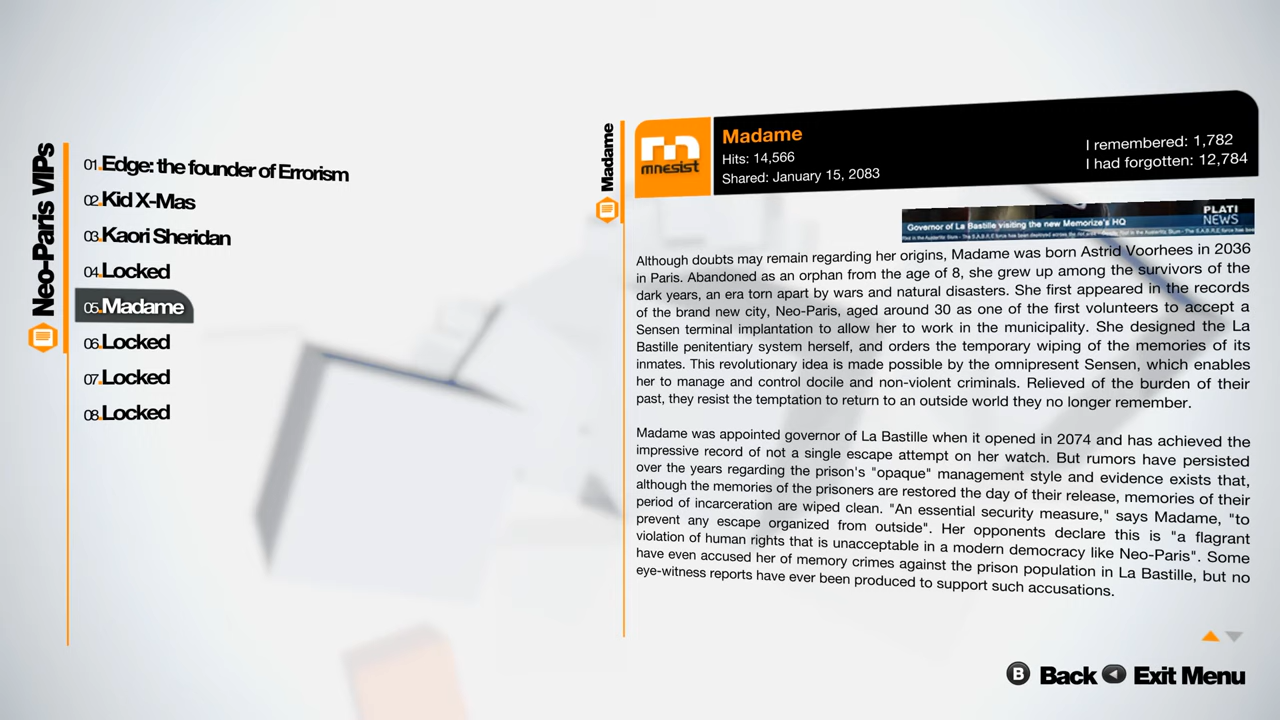 Neo-Paris VIPs
01.Edge: the founder of Errorism
02.Kid X-Mas
03.Kaori Sheridan
04.Locked
05.Madame
06.Locked
07.Locked
08.Locked
Madame
mnesist
Madame
Hits: 14,566
Shared: January 15, 2083
I remembered: 1,782
I had forgotten: 12,784
PLATI
NEWS
Governor of La Bastille visiting the new Memorize's HQ
Although doubts may remain regarding her origins, Madame was born Astrid Voorhees in 2036
in Paris. Abandoned as an orphan from the age of 8, she grew up among the survivors of the
dark years, an era torn apart by wars and natural disasters. She first appeared in the records
of the brand new city, Neo-Paris, aged around 30 as one of the first volunteers to accept a
Sensen terminal implantation to allow her to work in the municipality. She designed the La
Bastille penitentiary system herself, and orders the temporary wiping of the memories of its
inmates. This revolutionary idea is made possible by the omnipresent Sensen, which enables
her to manage and control docile and non-violent criminals. Relieved of the burden of their
past, they resist the temptation to return to an outside world they no longer remember.
Madame was appointed governor of La Bastille when it opened in 2074 and has achieved the
impressive record of not a single escape attempt on her watch. But rumors have persisted
over the years regarding the prison's "opaque" management style and evidence exists that,
although the memories of the prisoners are restored the day of their release, memories of their
period of incarceration are wiped clean. "An essential security measure," says Madame, "to
prevent any escape organized from outside". Her opponents declare this is "a flagrant
violation of human rights that is unacceptable in a modern democracy like Neo-Paris". Some
have even accused her of memory crimes against the prison population in La Bastille, but no
eye-witness reports have ever been produced to support such accusations.
B Back Exit Menu